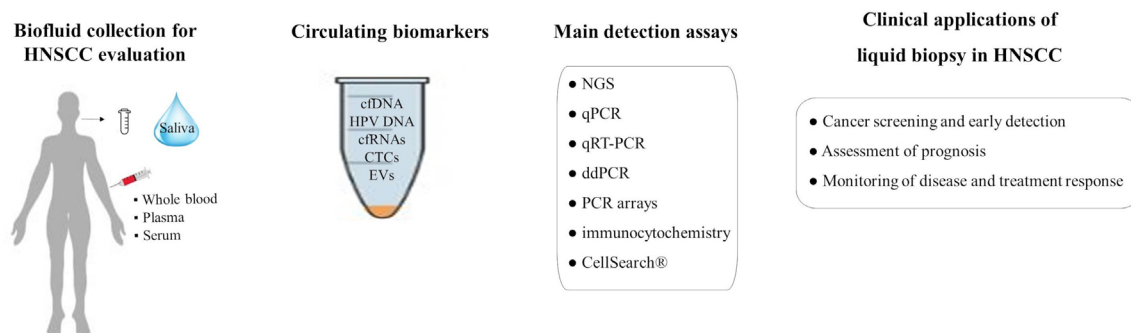 Biofluid collection for
HNSCC evaluation
Saliva
▪ Whole blood
▪ Plasma
▪ Serum
Circulating biomarkers
cfDNA
HPV DNA
cfRNAs
CTCs
EVs
Main detection assays
● NGS
● qPCR
● qRT-PCR
● ddPCR
● PCR arrays
● immunocytochemistry
● CellSearch®
Clinical applications of
liquid biopsy in HNSCC
● Cancer screening and early detection
● Assessment of prognosis
● Monitoring of disease and treatment response